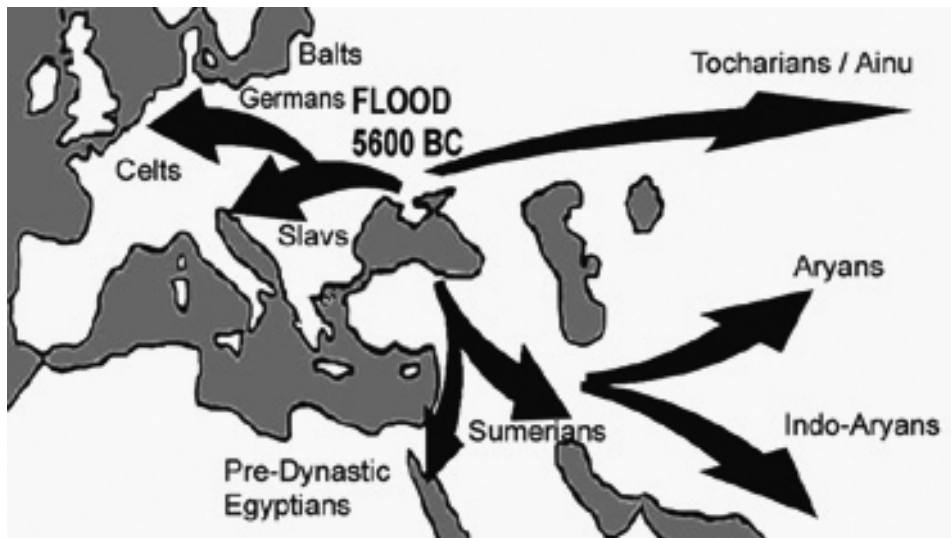 Balts
Tocharians / Ainu
Germans
FLOOD
5600 BC
Celts
Slavs
Aryans
Sumerians
Indo-Aryans
Pre-Dynastic
Egyptians